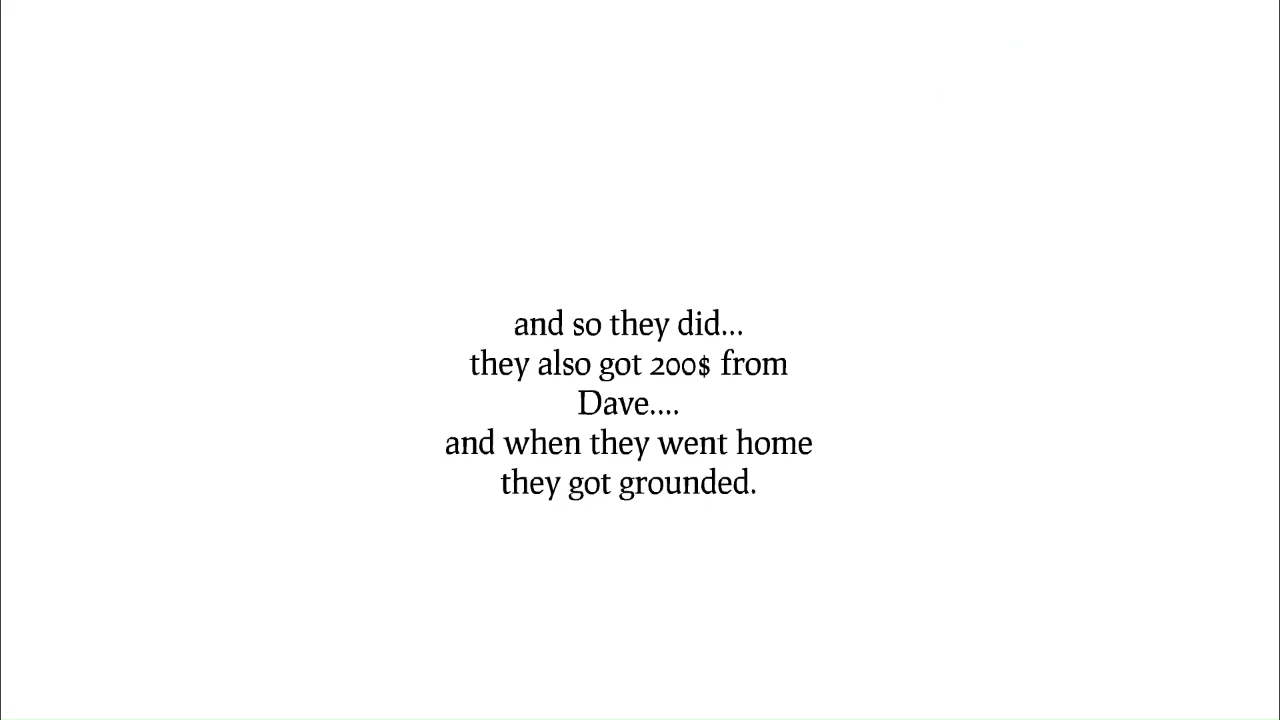 and so they did...
they also got 200$ from
Dave....
and when they went home
they got grounded.